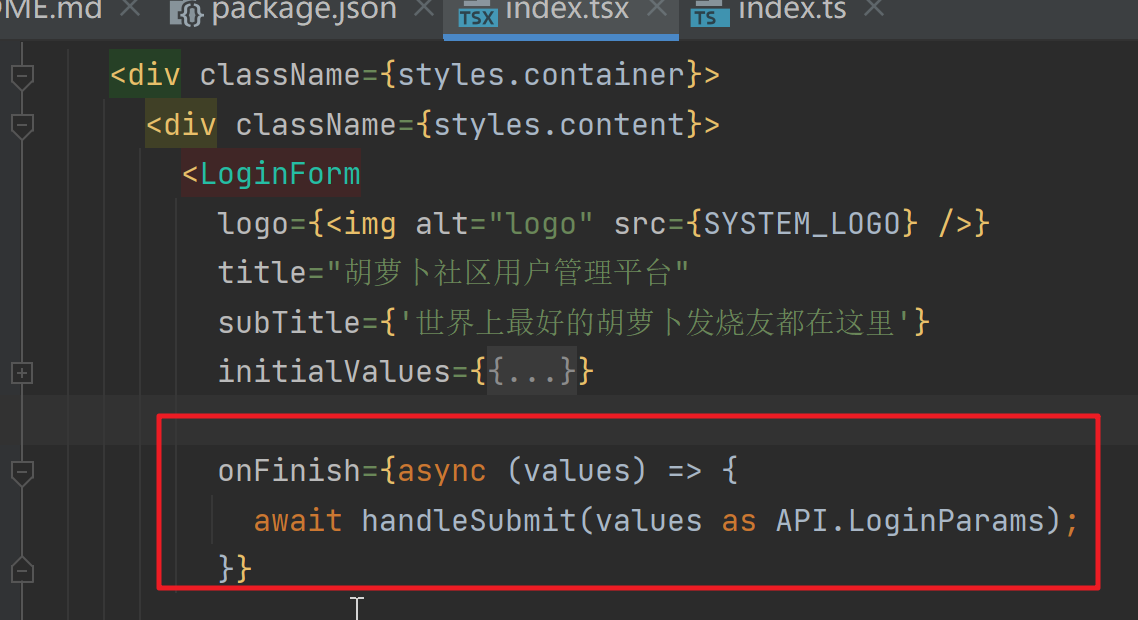 ME.md package.json index.tsx index.ts
<div className={styles.container}>
<div className={styles.content}>
<LoginForm
logo={<img alt="logo" src={SYSTEM_LOGO} />}
title="胡萝卜社区用户管理平台"
subTitle={'世界上最好的胡萝卜发烧友都在这里'}
initialValues={{...}}
onFinish={async (values) => {
await handleSubmit(values as API.LoginParams);
}}